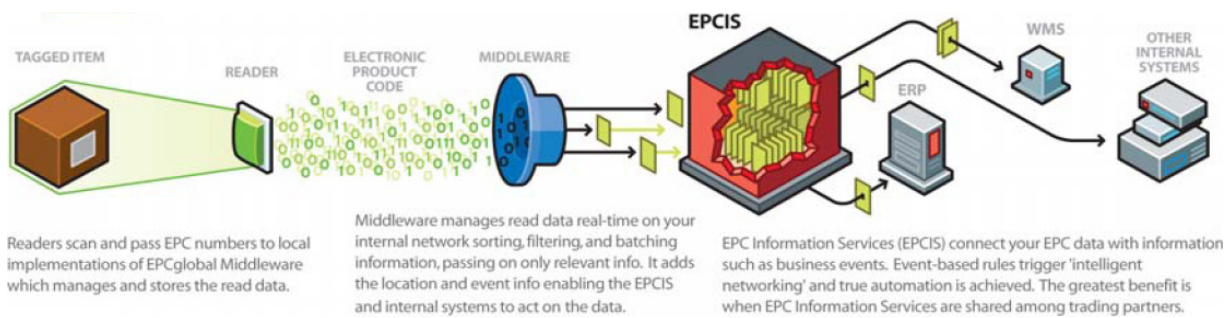 TAGGED ITEM
READER
ELECTRONIC
PRODUCT
CODE
MIDDLEWARE
EPCIS
WMS
ERP
OTHER
INTERNAL
SYSTEMS
Readers scan and pass EPC numbers to local
implementations of EPCglobal Middleware
which manages and stores the read data.
Middleware manages read data real-time on your
internal network sorting, filtering, and batching
information, passing on only relevant info. It adds
the location and event info enabling the EPCIS
and internal systems to act on the data.
EPC Information Services (EPCIS) connect your EPC data with information
such as business events. Event-based rules trigger 'intelligent
networking' and true automation is achieved. The greatest benefit is
when EPC Information Services are shared among trading partners.